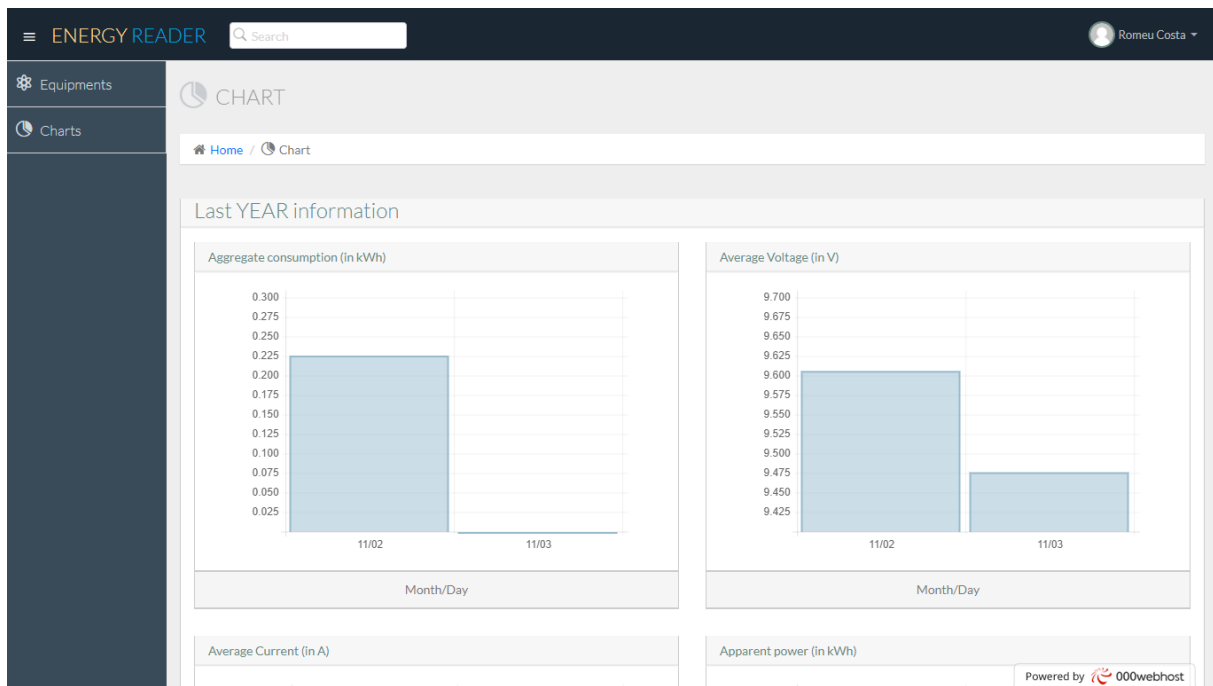 ≡ ENERGY READER Search Romeu Costa
Equipments
Charts
CHART
Home / Chart
Last YEAR information
Aggregate consumption (in kWh)
0.300
0.275
0.250
0.225
0.200
0.175
0.150
0.125
0.100
0.075
0.050
0.025
11/02 11/03
Month/Day
Average Voltage (in V)
9.700
9.675
9.650
9.625
9.600
9.575
9.550
9.525
9.500
9.475
9.450
9.425
11/02 11/03
Month/Day
Average Current (in A)
Apparent power (in kWh)
Powered by 000webhost